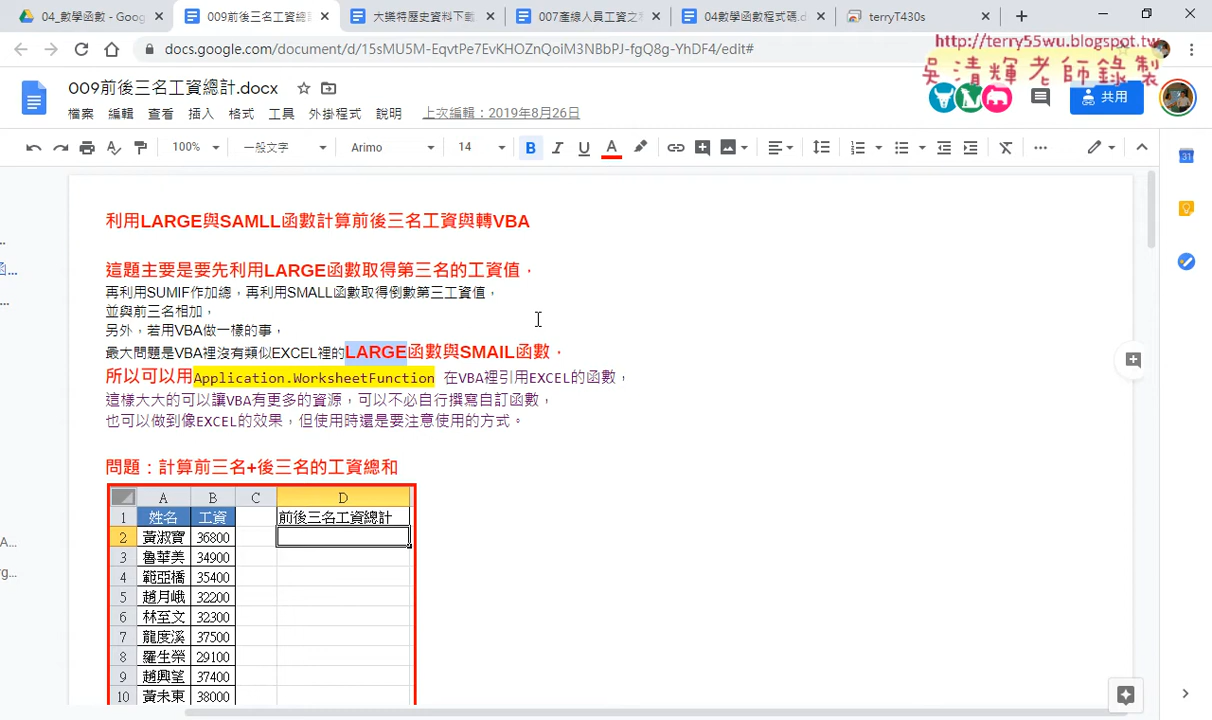 04_數學函數 - Goog
009前後三名工資總計
大樂特歷史資料下載
007產線人員工資之
04數學函數程式碼.d
terryT430s
docs.google.com/document/d/15sMU5M-EqvtPe7EvKHOZnQoiM3NBbPJ-fgQ8g-YhDF4/edit#
http://terry55wu.blogspot.tw
吳清輝老師錄製
009前後三名工資總計.docx
共用
檔案 編輯 查看 插入 格式 工具 外掛程式 說明 上次編輯：2019年8月26日
100% 一般文字 Arimo 14 B I U A
31
利用LARGE與SAMLL函數計算前後三名工資與轉VBA
這題主要是要先利用LARGE函數取得第三名的工資值，
再利用SUMIF作加總，再利用SMALL函數取得倒數第三工資值，
並與前三名相加，
另外，若用VBA做一樣的事，
最大問題是VBA裡沒有類似EXCEL裡的LARGE函數與SMAIL函數，
所以可以用Application.WorksheetFunction 在VBA裡引用EXCEL的函數，
這樣大大的可以讓VBA有更多的資源，可以不必自行撰寫自訂函數，
也可以做到像EXCEL的效果，但使用時還是要注意使用的方式。
問題：計算前三名+後三名的工資總和
A B C D
1 姓名 工資 前後三名工資總計
2 黃淑寶 36800
3 魯華美 34900
4 範亞橋 35400
5 趙月峨 32200
6 林至文 32300
7 龍度溪 37500
8 羅生榮 29100
9 趙興望 37400
10 黃未東 38000